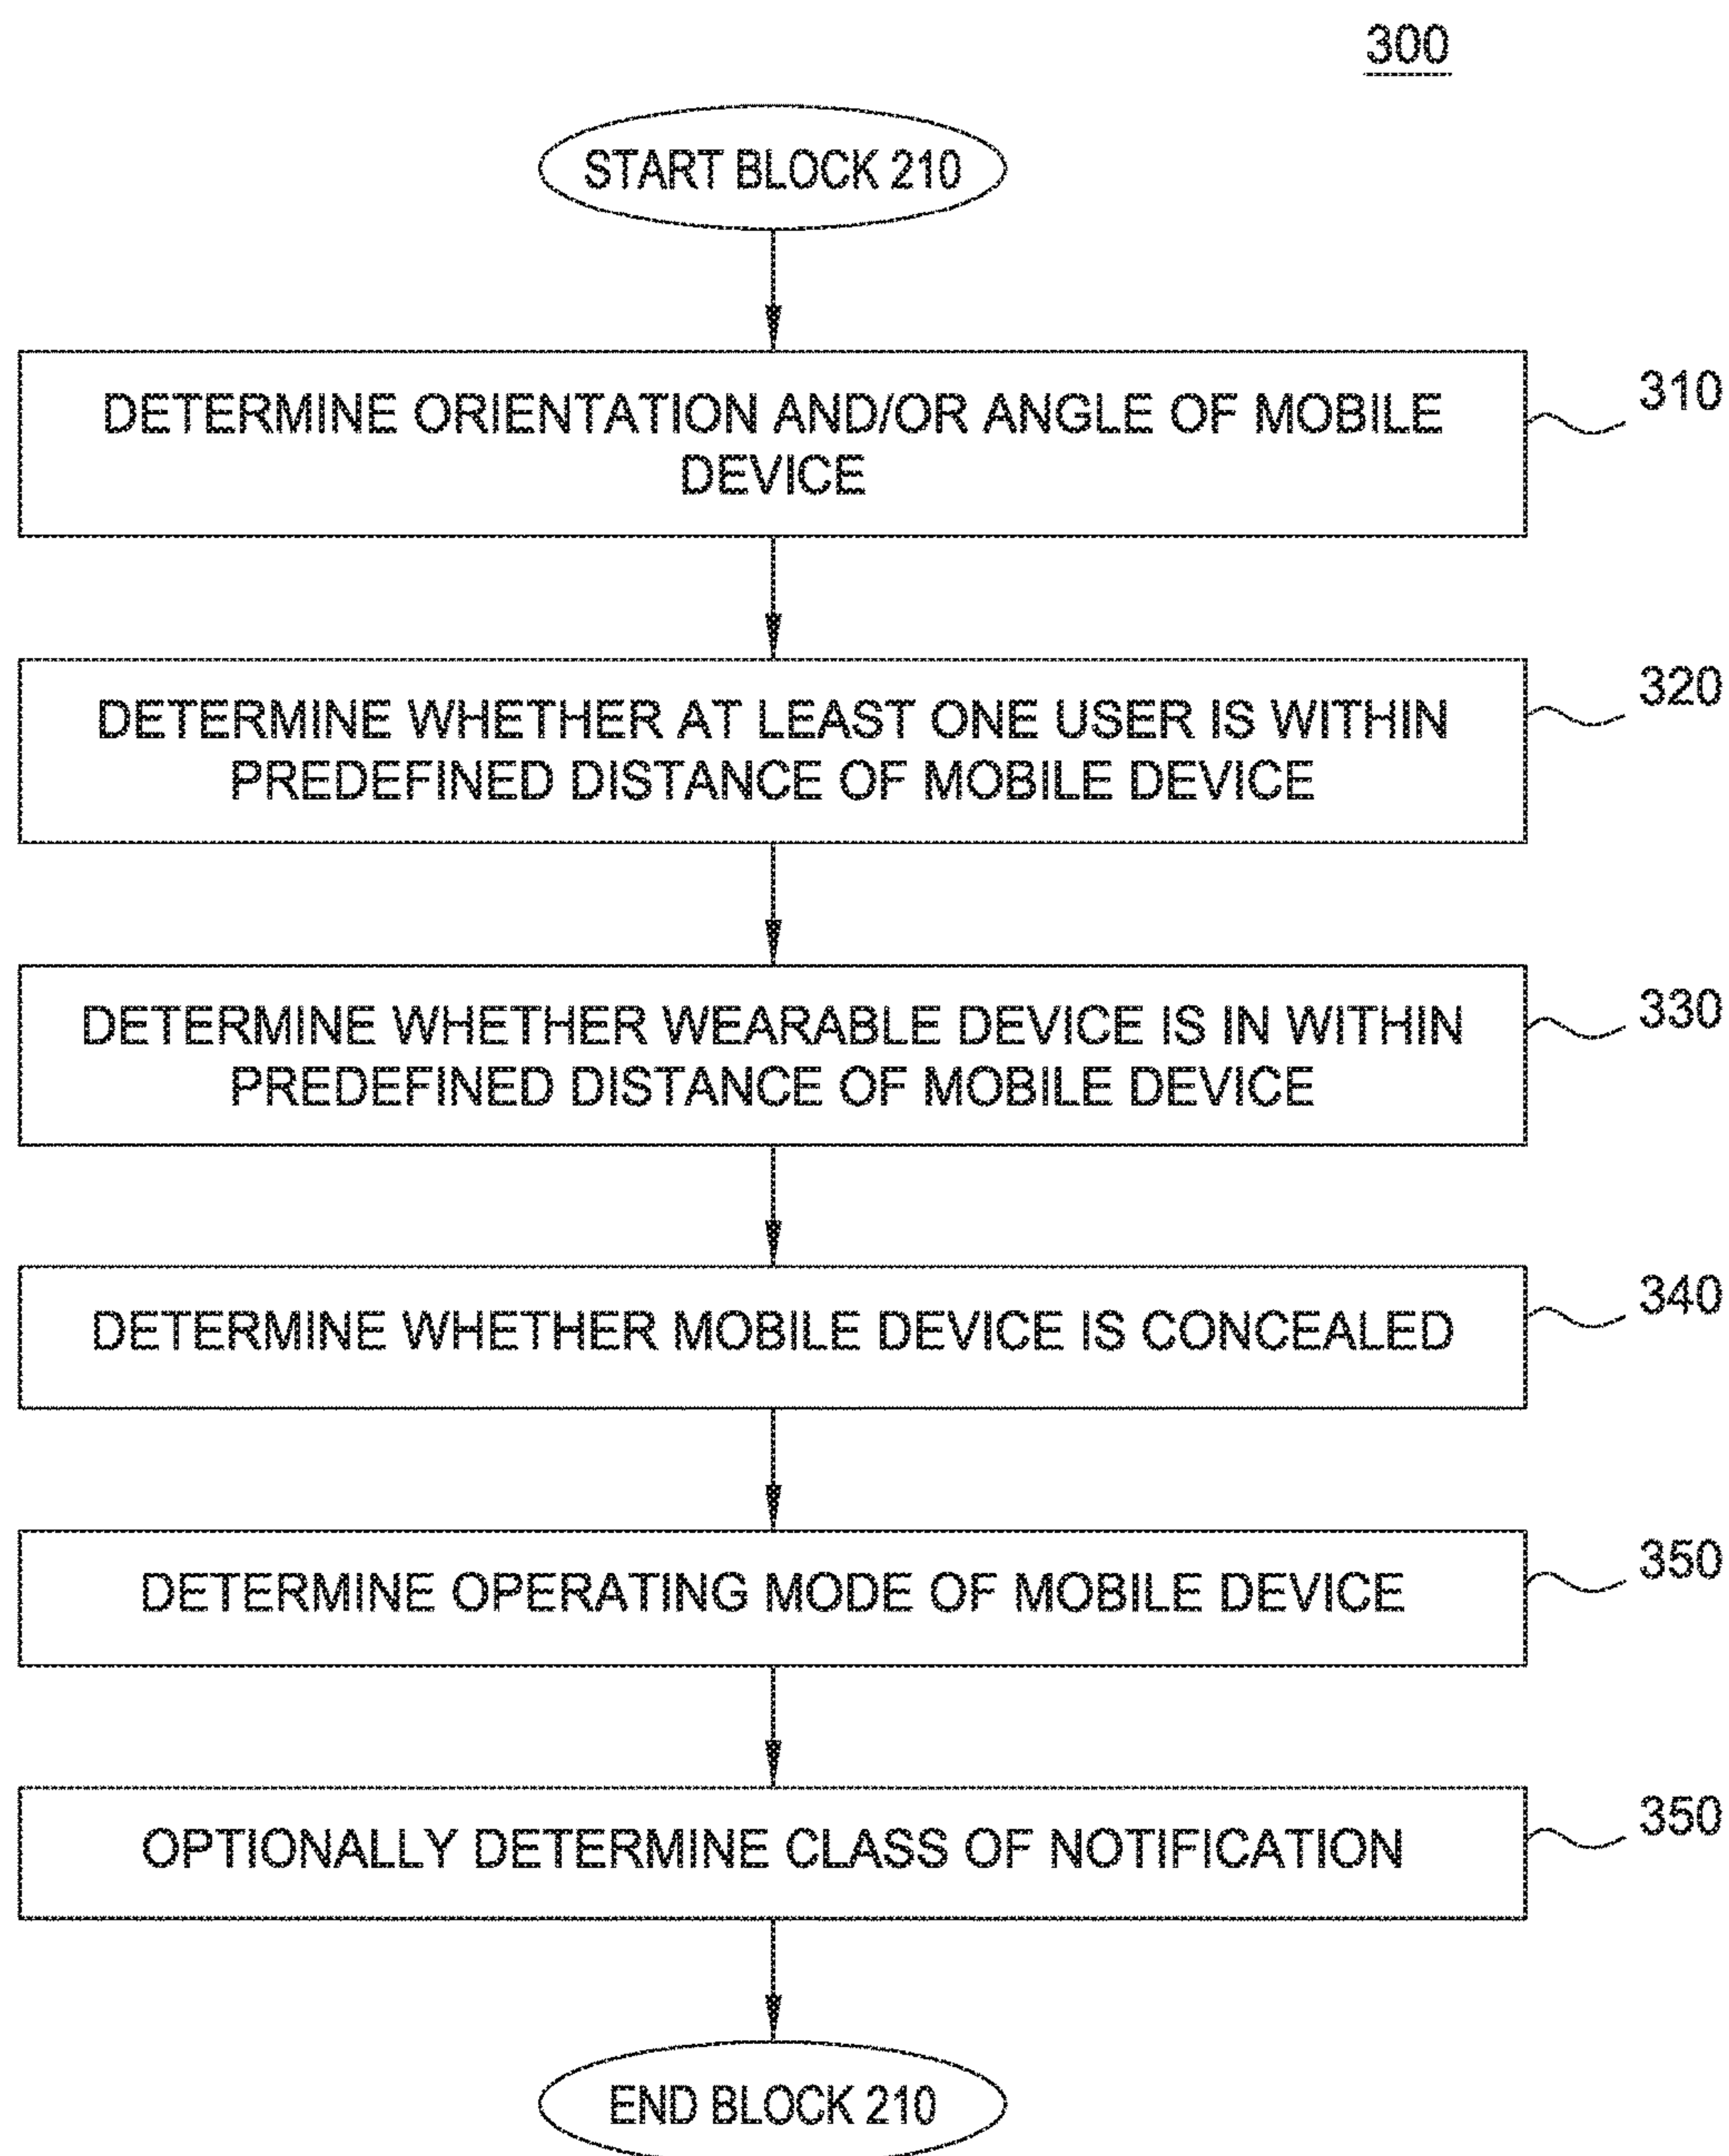 300
START BLOCK 210
DETERMINE ORIENTATION AND/OR ANGLE OF MOBILE
DEVICE
310
DETERMINE WHETHER AT LEAST ONE USER IS WITHIN
PREDEFINED DISTANCE OF MOBILE DEVICE
320
DETERMINE WHETHER WEARABLE DEVICE IS IN WITHIN
PREDEFINED DISTANCE OF MOBILE DEVICE
330
DETERMINE WHETHER MOBILE DEVICE IS CONCEALED
340
DETERMINE OPERATING MODE OF MOBILE DEVICE
350
OPTIONALLY DETERMINE CLASS OF NOTIFICATION
350
END BLOCK 210